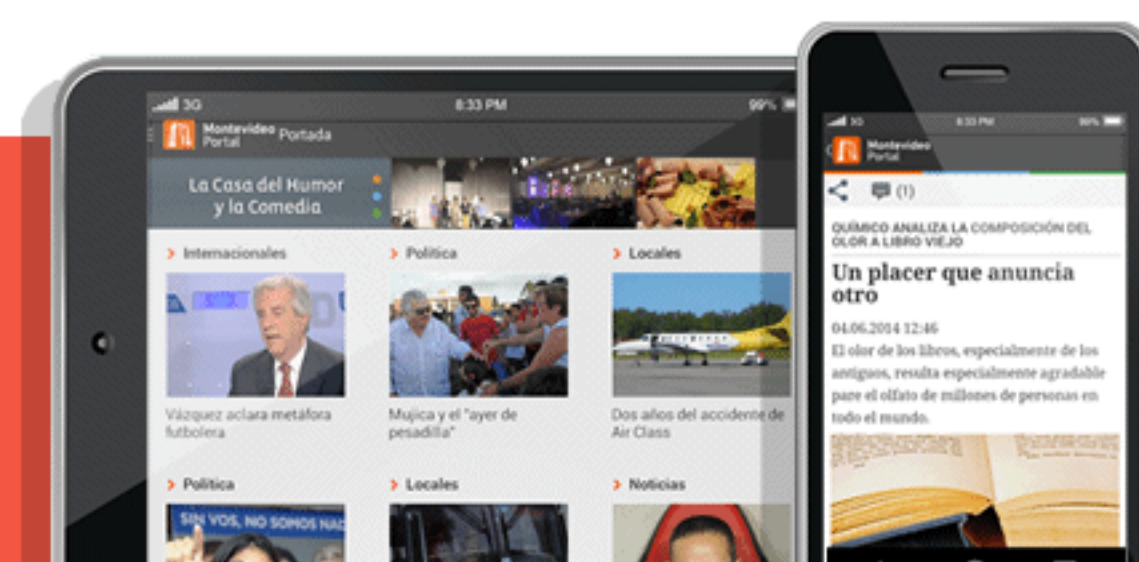 3G
8:33 PM
99%
Montevideo
Portal
Portada
La Casa del Humor
y la Comedia
Internacionales
Política
Locales
Vázquez aclara metáfora
futbolera
Mujica y el "ayer de
pesadilla"
Dos años del accidente de
Air Class
Política
Locales
Noticias
SIN VOS, NO SOMOS NAD
3G
8:33 PM
99%
Montevideo
Portal
(1)
QUÍMICO ANALIZA LA COMPOSICIÓN DEL
OLOR A LIBRO VIEJO
Un placer que anuncia
otro
04.06.2014 12:46
El olor de los libros, especialmente de los
antiguos, resulta especialmente agradable
pare el olfato de millones de personas en
todo el mundo.